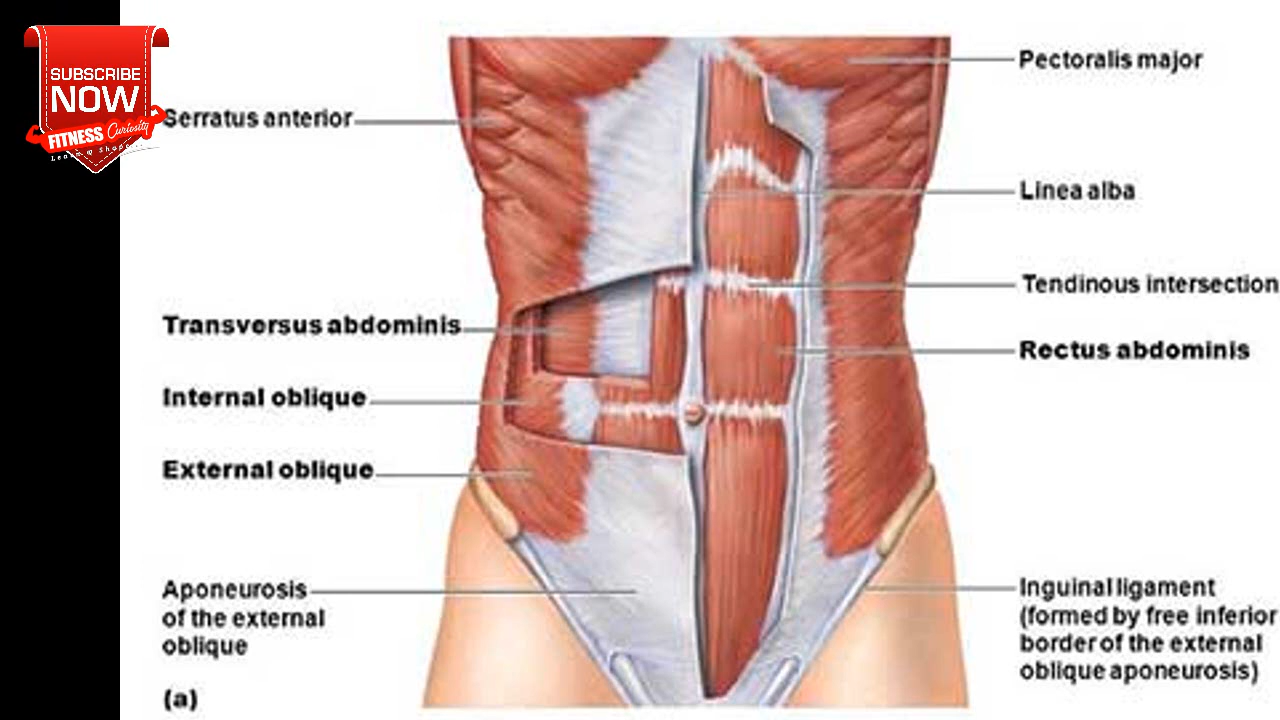 SUBSCRIBE
NOW
FITNESS Curiosity
Serratus anterior
Transversus abdominis
Internal oblique
External oblique
Aponeurosis
of the external
oblique
(a)
Pectoralis major
Linea alba
Tendinous intersection
Rectus abdominis
Inguinal ligament
(formed by free inferior
border of the external
oblique aponeurosis)